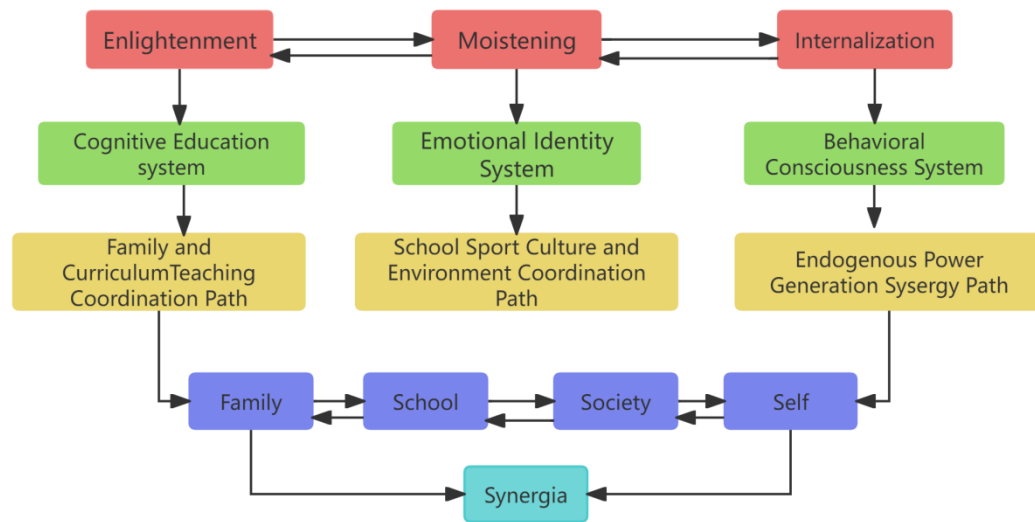 Enlightenment
Moistening
Internalization
Cognitive Education
system
Emotional Identity
System
Behavioral
Consciousness System
Family and
CurriculumTeaching
Coordination Path
School Sport Culture and
Environment Coordination
Path
Endogenous Power
Generation Sysergy Path
Family
School
Society
Self
Synergia